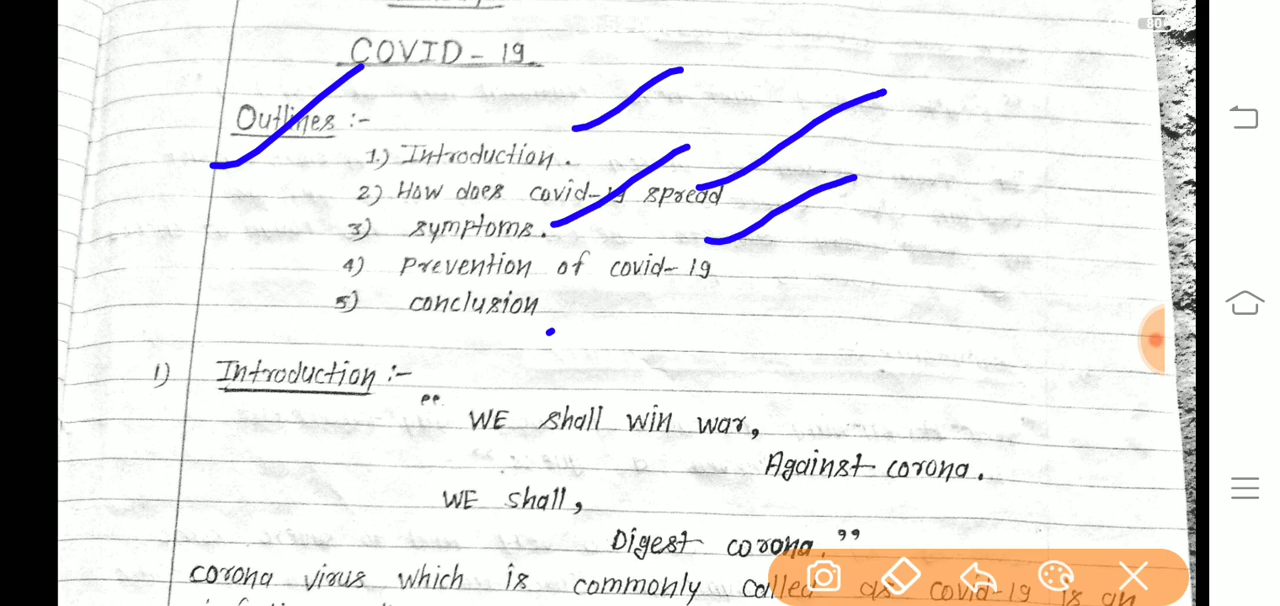 COVID - 19
Outlines :-
1.) Introduction.
2) How does covid-19 spread
3) symptoms.
4) Prevention of covid-19
5) conclusion
1) Introduction :-
" WE shall win war,
Against corona.
WE shall,
Digest corona. "
corona virus which is commonly called as covid-19 is an
80